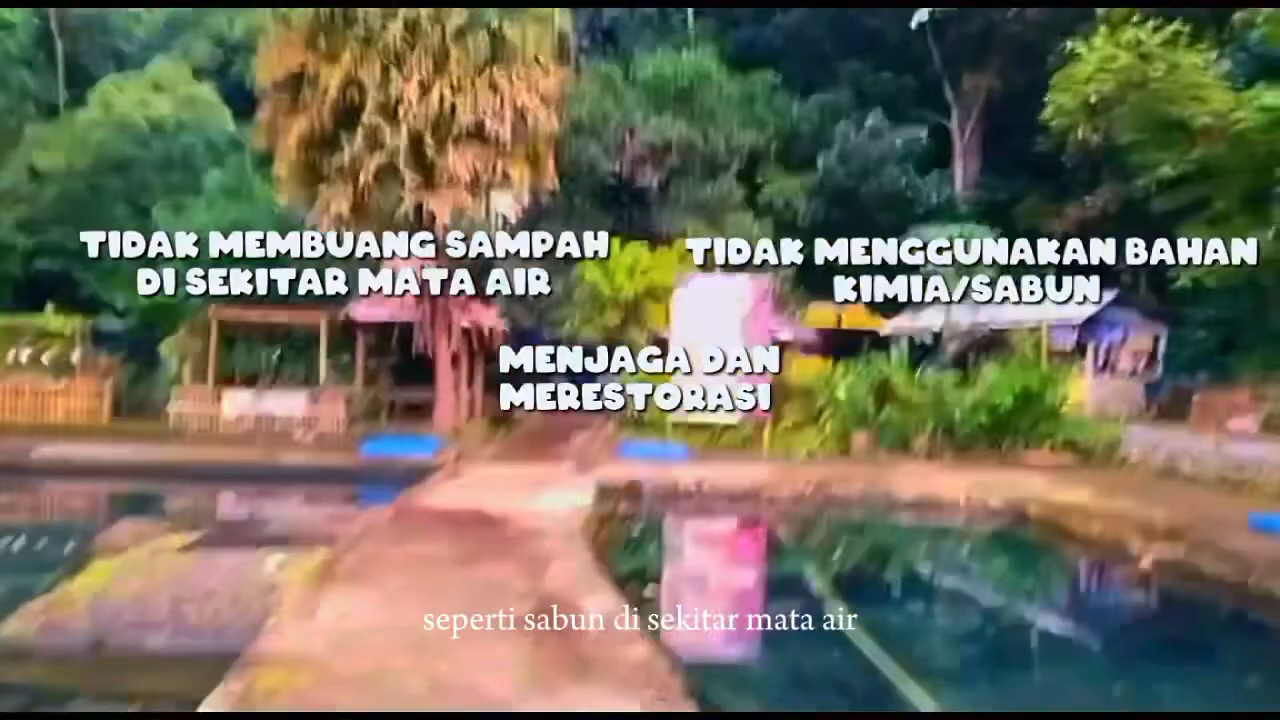 TIDAK MEMBUANG SAMPAH
DI SEKITAR MATA AIR
TIDAK MENGGUNAKAN BAHAN
KIMIA/SABUN
MENJAGA DAN
MERESTORASI
seperti sabun di sekitar mata air